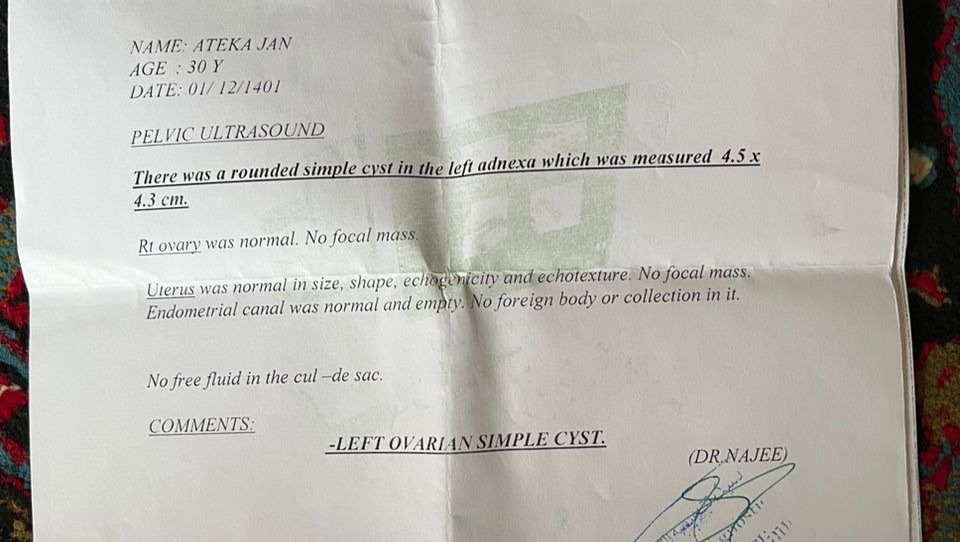 NAME: ATEKA JAN
AGE : 30 Y
DATE: 01/ 12/1401
PELVIC ULTRASOUND
There was a rounded simple cyst in the left adnexa which was measured 4.5 x
4.3 cm.
Rt ovary was normal. No focal mass.
Uterus was normal in size, shape, echogenicity and echotexture. No focal mass.
Endometrial canal was normal and empty. No foreign body or collection in it.
No free fluid in the cul –de sac.
COMMENTS:
-LEFT OVARIAN SIMPLE CYST.
(DR.NAJEE)